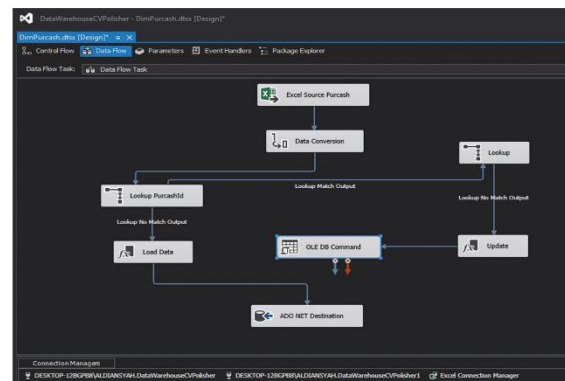 DataWarehouseCVPolisher - DimPurcash.dtsx [Design]*
DimPurcash.dtsx [Design]*
Control Flow Data Flow Parameters Event Handlers Package Explorer
Data Flow Task: Data Flow Task
Excel Source Purcash
Data Conversion
Lookup
Lookup Match Output
Lookup PurcashId
Lookup No Match Output
Lookup No Match Output
Load Data
OLE DB Command
Update
ADO NET Destination
Connection Managers
DESKTOP-12BGPB8\ALDIANSYAH.DataWarehouseCVPolisher DESKTOP-12BGPB8\ALDIANSYAH.DataWarehouseCVPolisher1 Excel Connection Manager